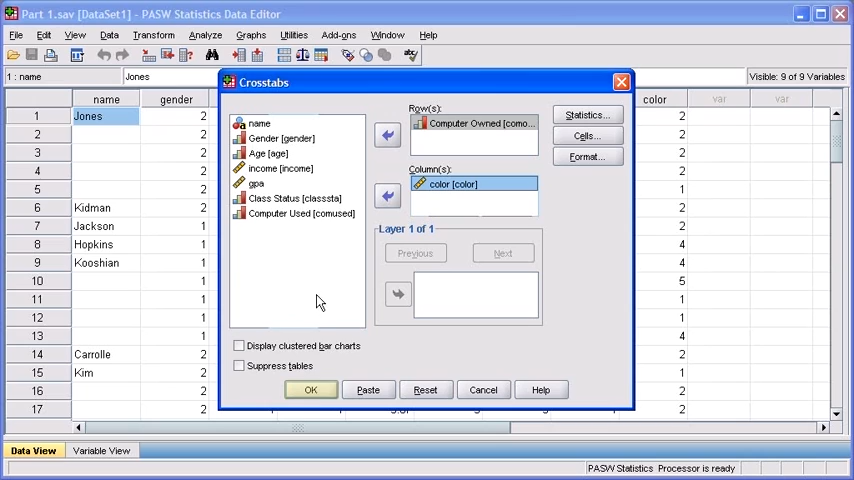 Part 1.sav [DataSet1] - PASW Statistics Data Editor
File Edit View Data Transform Analyze Graphs Utilities Add-ons Window Help
1 : name
Jones
Visible: 9 of 9 Variables
name gender color var var
1 Jones 2 2
2 2 2
3 2 2
4 2 2
5 2 1
6 Kidman 2 2
7 Jackson 1 2
8 Hopkins 1 4
9 Kooshian 1 4
10 1 5
11 1 1
12 1 1
13 1 4
14 Carrolle 2 2
15 Kim 2 1
16 2 2
17 2 2
Crosstabs
name
Gender [gender]
Age [age]
income [income]
gpa
Class Status [classsta]
Computer Used [comused]
Row(s):
Computer Owned [como...
Column(s):
color [color]
Layer 1 of 1
Previous Next
Statistics...
Cells...
Format...
Display clustered bar charts
Suppress tables
OK Paste Reset Cancel Help
Data View Variable View
PASW Statistics Processor is ready